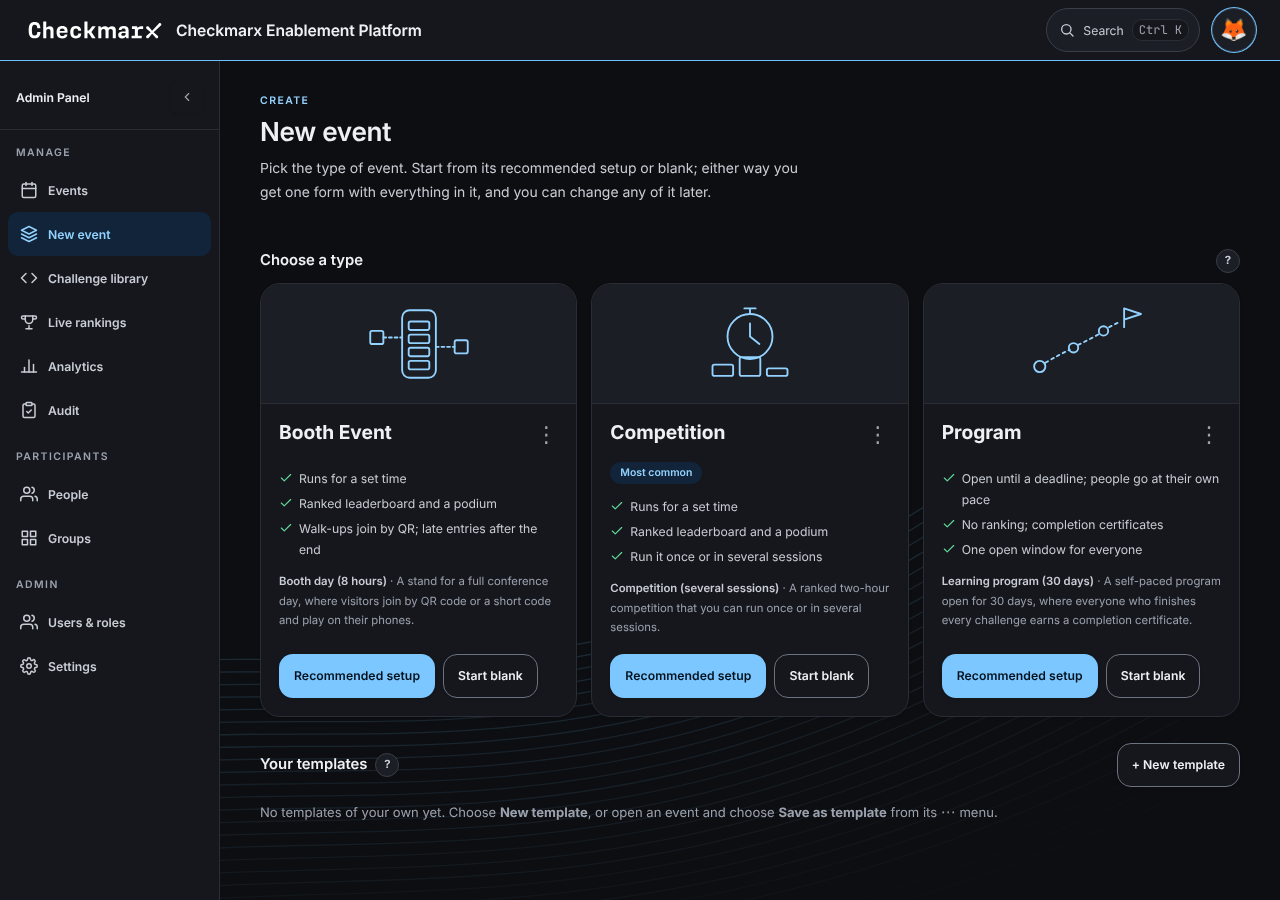 Checkmarx
Checkmarx Enablement Platform
Search
Ctrl K
Admin Panel
MANAGE
Events
New event
Challenge library
Live rankings
Analytics
Audit
PARTICIPANTS
People
Groups
ADMIN
Users & roles
Settings
CREATE
New event
Pick the type of event. Start from its recommended setup or blank; either way you
get one form with everything in it, and you can change any of it later.
Choose a type
?
Booth Event
Runs for a set time
Ranked leaderboard and a podium
Walk-ups join by QR; late entries after the
end
Booth day (8 hours) · A stand for a full conference
day, where visitors join by QR code or a short code
and play on their phones.
Recommended setup
Start blank
Competition
Most common
Runs for a set time
Ranked leaderboard and a podium
Run it once or in several sessions
Competition (several sessions) · A ranked two-hour
competition that you can run once or in several
sessions.
Recommended setup
Start blank
Program
Open until a deadline; people go at their own
pace
No ranking; completion certificates
One open window for everyone
Learning program (30 days) · A self-paced program
open for 30 days, where everyone who finishes
every challenge earns a completion certificate.
Recommended setup
Start blank
Your templates
?
+ New template
No templates of your own yet. Choose New template, or open an event and choose Save as template from its ··· menu.